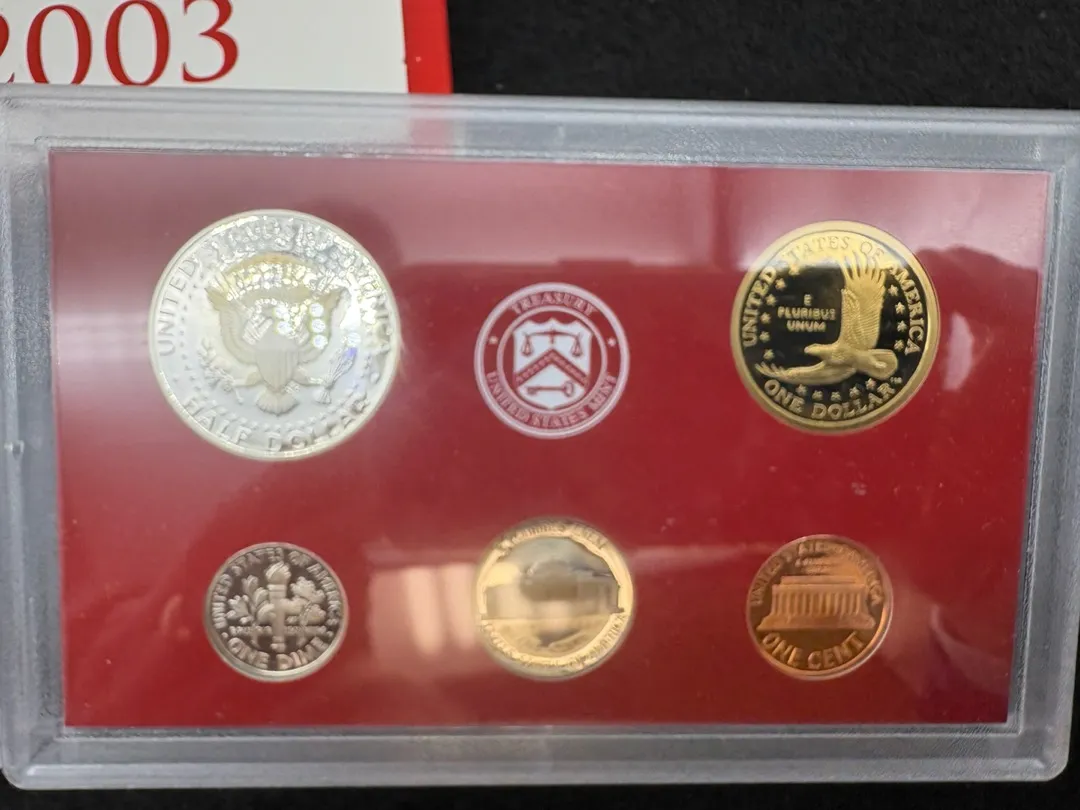 2003
UNITED STATES OF AMERICA
HALF DOLLAR
TREASURY
UNITED STATES MINT
UNITED STATES OF AMERICA
E
PLURIBUS
UNUM
ONE DOLLAR
UNITED STATES OF AMERICA
ONE DIME
UNITED STATES OF AMERICA
ONE CENT